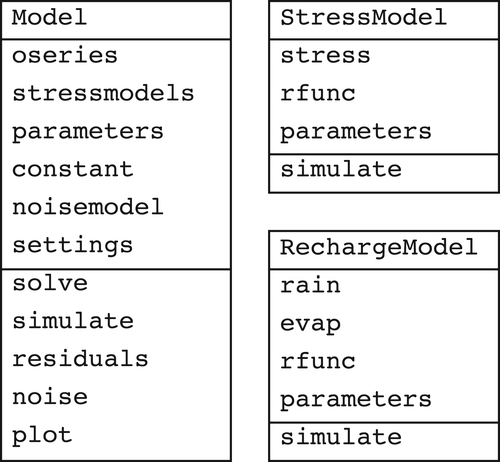 Model
oseries
stressmodels
parameters
constant
noisemodel
settings
solve
simulate
residuals
noise
plot
StressModel
stress
rfunc
parameters
simulate
RechargeModel
rain
evap
rfunc
parameters
simulate